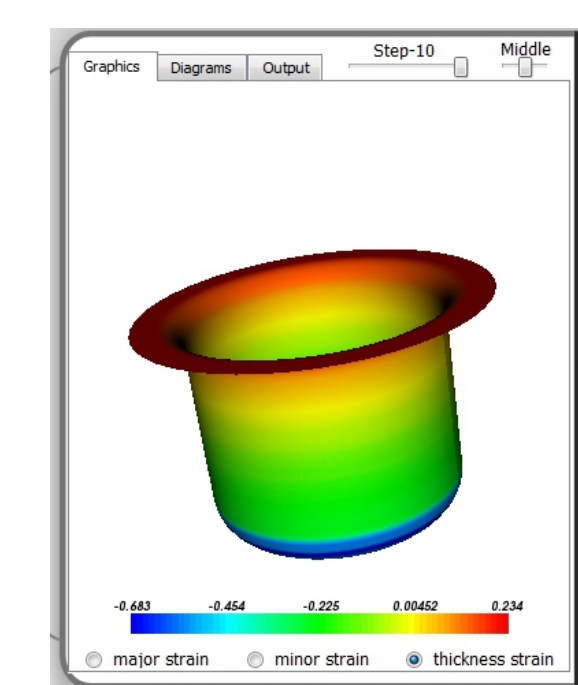 Step-10 Middle
Graphics Diagrams Output
-0.683 -0.454 -0.225 0.00452 0.234
major strain minor strain thickness strain